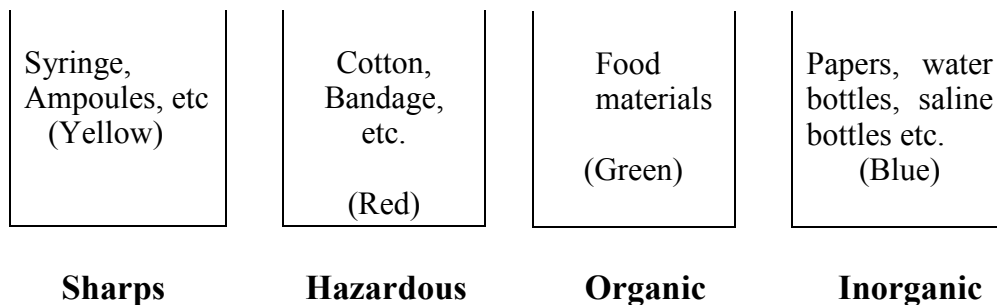 Syringe,
Ampoules, etc
(Yellow)
Cotton,
Bandage,
etc.
(Red)
Food
materials
(Green)
Papers, water
bottles, saline
bottles etc.
(Blue)
Sharps
Hazardous
Organic
Inorganic